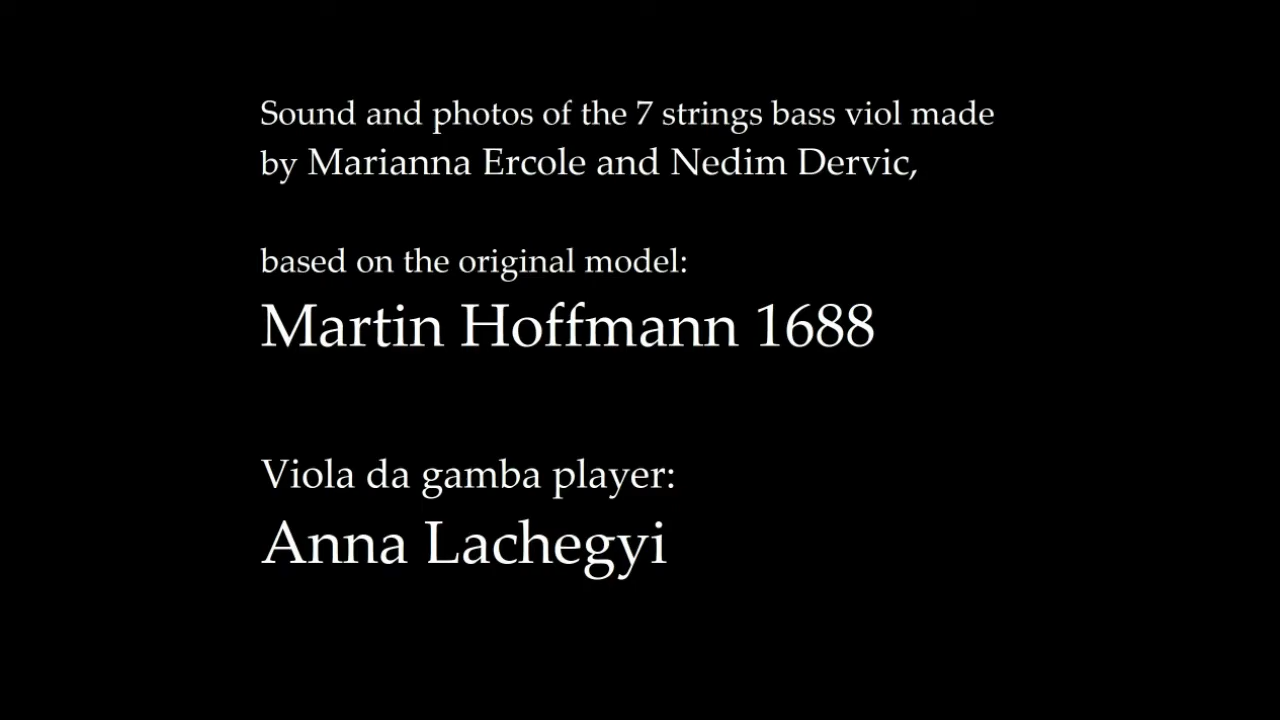 Sound and photos of the 7 strings bass viol made
by Marianna Ercole and Nedim Dervic,
based on the original model:
Martin Hoffmann 1688
Viola da gamba player:
Anna Lachegyi